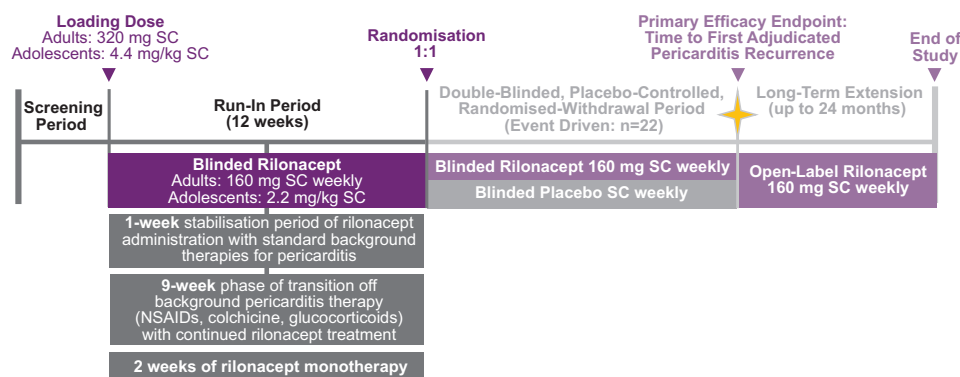 Loading Dose
Adults: 320 mg SC
Adolescents: 4.4 mg/kg SC
Randomisation
1:1
Primary Efficacy Endpoint:
Time to First Adjudicated
Pericarditis Recurrence
End of
Study
Screening
Period
Run-In Period
(12 weeks)
Double-Blinded, Placebo-Controlled,
Randomised-Withdrawal Period
(Event Driven: n=22)
Long-Term Extension
(up to 24 months)
Blinded Rilonacept
Adults: 160 mg SC weekly
Adolescents: 2.2 mg/kg SC
Blinded Rilonacept 160 mg SC weekly
Blinded Placebo SC weekly
Open-Label Rilonacept
160 mg SC weekly
1-week stabilisation period of rilonacept
administration with standard background
therapies for pericarditis
9-week phase of transition off
background pericarditis therapy
(NSAIDs, colchicine, glucocorticoids)
with continued rilonacept treatment
2 weeks of rilonacept monotherapy